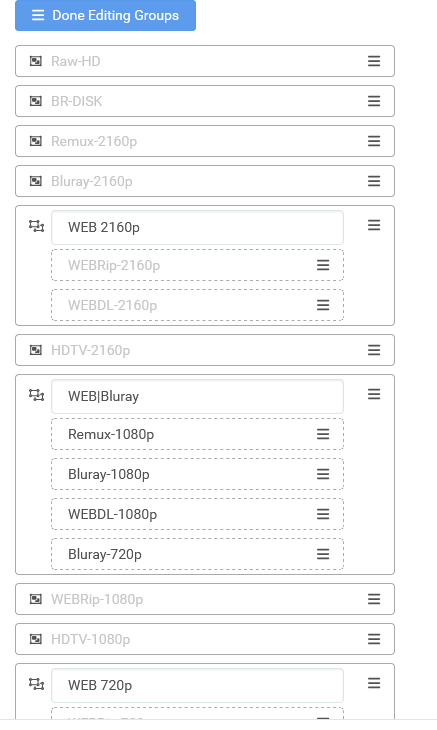 Done Editing Groups
Raw-HD
BR-DISK
Remux-2160p
Bluray-2160p
WEB 2160p
WEBRip-2160p
WEBDL-2160p
HDTV-2160p
WEB|Bluray
Remux-1080p
Bluray-1080p
WEBDL-1080p
Bluray-720p
WEBRip-1080p
HDTV-1080p
WEB 720p